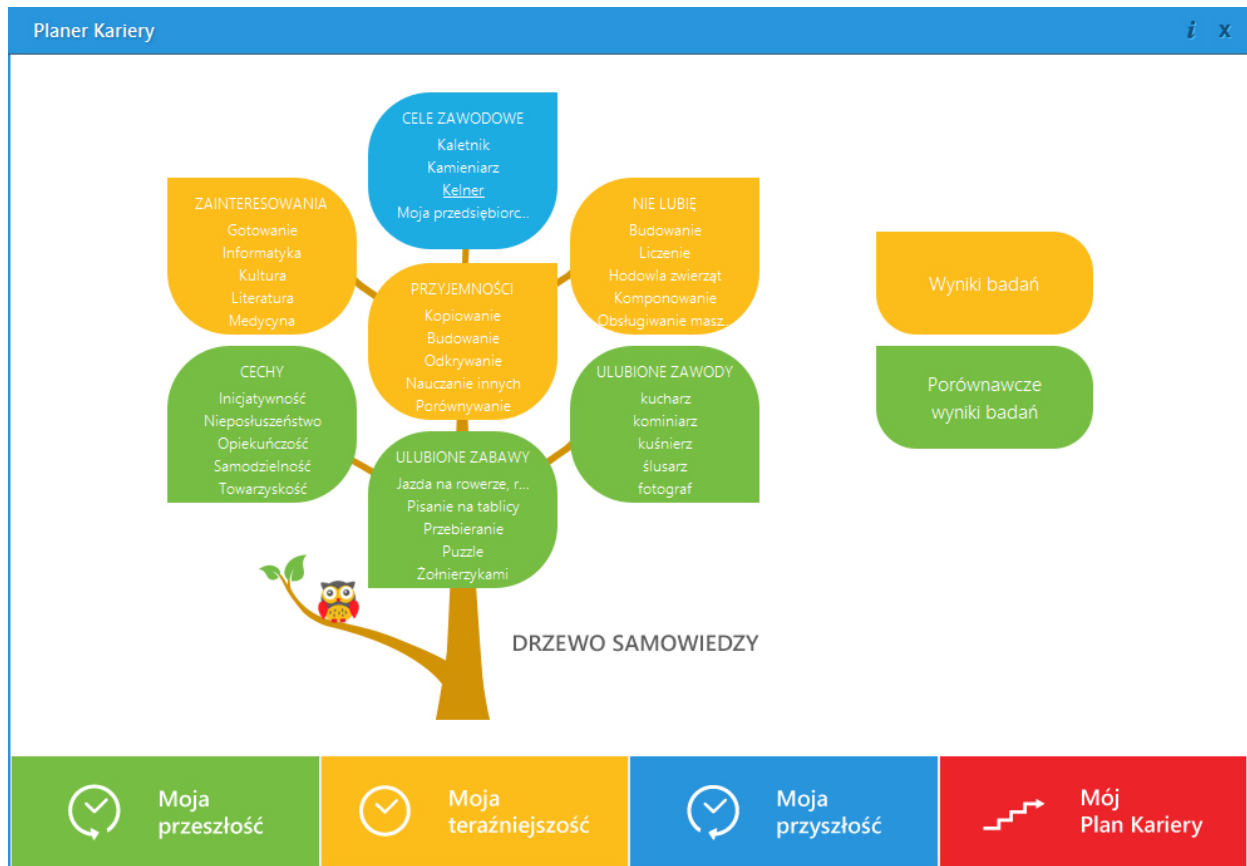 Planer Kariery
i x
CELE ZAWODOWE
Kaletnik
Kamieniarz
Kelner
Moja przedsiębiorc...
ZAINTERESOWANIA
Gotowanie
Informatyka
Kultura
Literatura
Medycyna
PRZYJEMNOŚCI
Kopiowanie
Budowanie
Odkrywanie
Nauczanie innych
Porównywanie
NIE LUBIĘ
Budowanie
Liczenie
Hodowla zwierząt
Komponowanie
Obsługiwanie masz...
CECHY
Inicjatywność
Nieposłuszeństwo
Opiekuńczość
Samodzielność
Towarzyskość
ULUBIONE ZABAWY
Jazda na rowerze, r...
Pisanie na tablicy
Przebieranie
Puzzle
Żołnierzykami
ULUBIONE ZAWODY
kucharz
kominiarz
kuśnierz
ślusarz
fotograf
Wyniki badań
Porównawcze
wyniki badań
DRZEWO SAMOWIEDZY
Moja
przeszłość
Moja
teraźniejszość
Moja
przyszłość
Mój
Plan Kariery